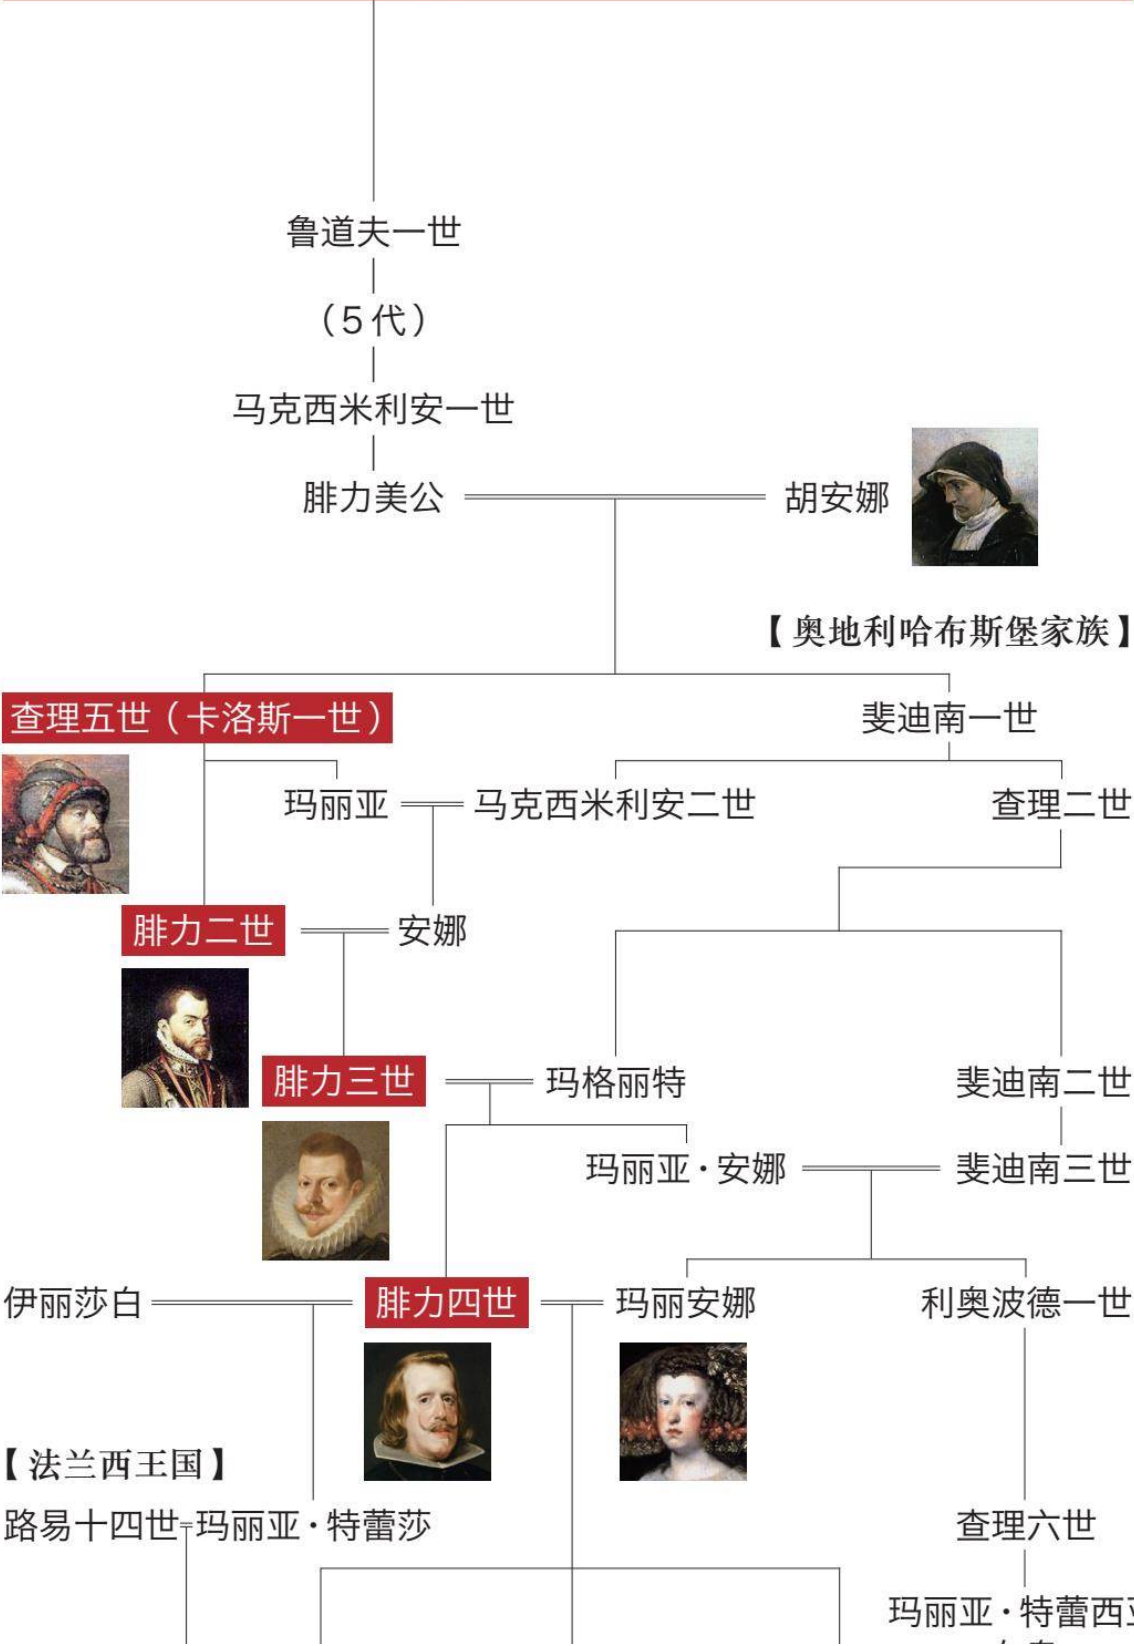 鲁道夫一世
（5代）
马克西米利安一世
腓力美公
胡安娜
【奥地利哈布斯堡家族】
查理五世（卡洛斯一世）
斐迪南一世
玛丽亚
马克西米利安二世
查理二世
腓力二世
安娜
腓力三世
玛格丽特
斐迪南二世
玛丽亚·安娜
斐迪南三世
伊丽莎白
腓力四世
玛丽安娜
利奥波德一世
【法兰西王国】
路易十四世
玛丽亚·特蕾莎
查理六世
玛丽亚·特蕾西